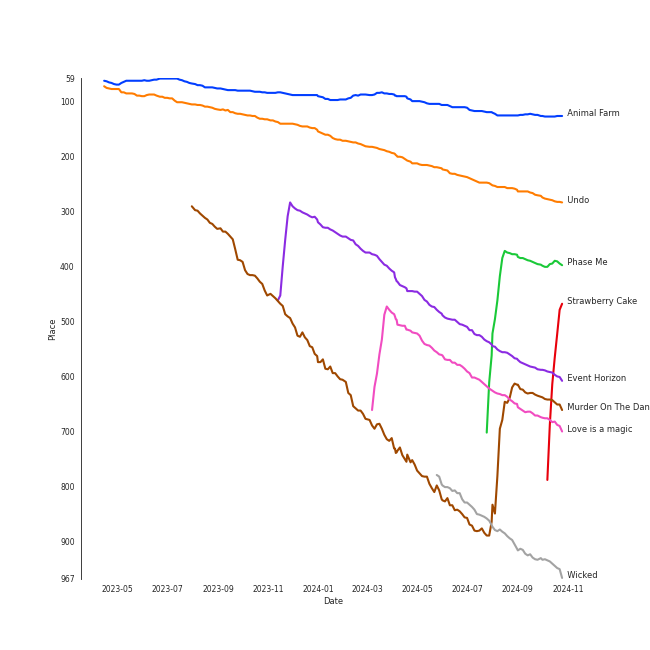 59
100
200
300
400
500
600
700
800
900
967
Place
Animal Farm
Undo
Phase Me
Strawberry Cake
Event Horizon
Murder On The Dan
Love is a magic
Wicked
2023-05 2023-07 2023-09 2023-11 2024-01 2024-03 2024-05 2024-07 2024-09 2024-11
Date